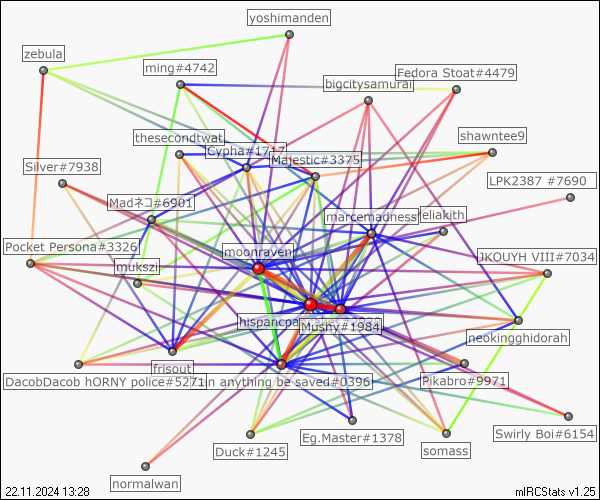 yoshimanden
zebula
ming#4742
Fedora Stoat#4479
bigcitysamurai
thesecondtwat
shawntee9
Cypha#1717
Majestic#3375
Silver#7938
LPK2387 #7690
Madネコ#6901
marcemadness
eliakith
Pocket Persona#3326
moonraven
JKOUYH VIII#7034
mukszi
Mushy#1984
neokingghidorah
frisout
DacobDacob hORNY police#5271
n anything be saved#0396
Pikabro#9971
Swirly Boi#6154
Eg.Master#1378
Duck#1245
somass
normalwan
22.11.2024 13:28
mIRCStats v1.25